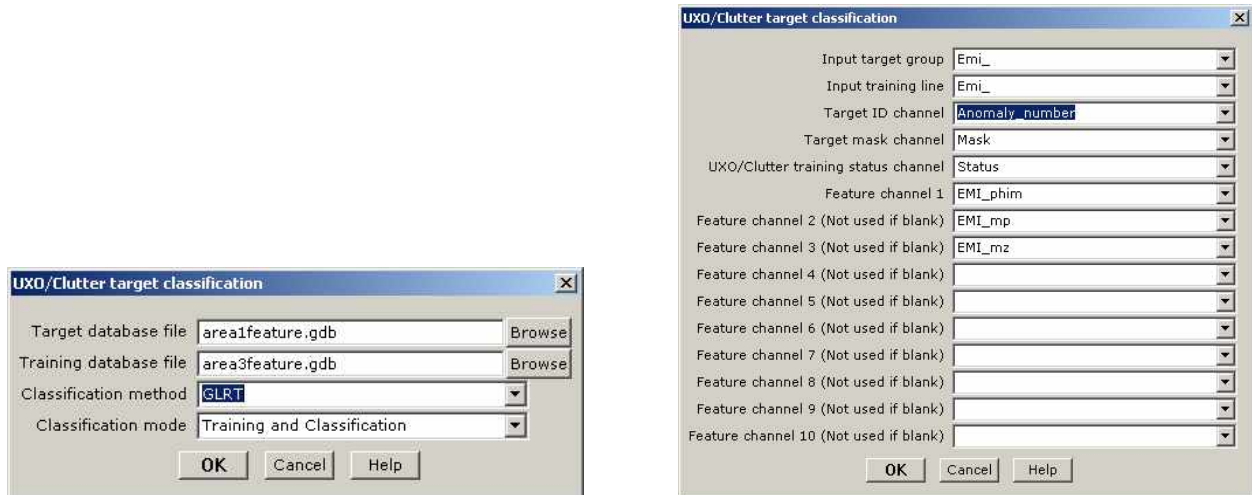 UXO/Clutter target classification
Target database file area1feature.gdb Browse
Training database file area3feature.gdb Browse
Classification method GLRT
Classification mode Training and Classification
OK Cancel Help
UXO/Clutter target classification
Input target group Emi_
Input training line Emi_
Target ID channel Anomaly_number
Target mask channel Mask
UXO/Clutter training status channel Status
Feature channel 1 EMI_phim
Feature channel 2 (Not used if blank) EMI_mp
Feature channel 3 (Not used if blank) EMI_mz
Feature channel 4 (Not used if blank)
Feature channel 5 (Not used if blank)
Feature channel 6 (Not used if blank)
Feature channel 7 (Not used if blank)
Feature channel 8 (Not used if blank)
Feature channel 9 (Not used if blank)
Feature channel 10 (Not used if blank)
OK Cancel Help